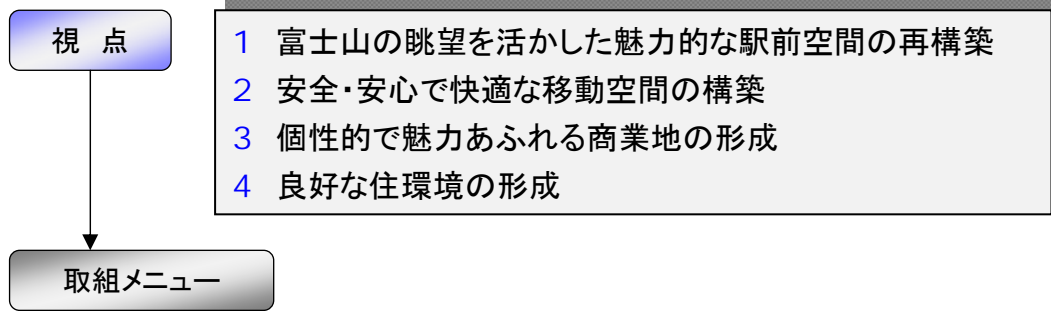 視 点
1 富士山の眺望を活かした魅力的な駅前空間の再構築
2 安全・安心で快適な移動空間の構築
3 個性的で魅力あふれる商業地の形成
4 良好な住環境の形成
取組メニュー